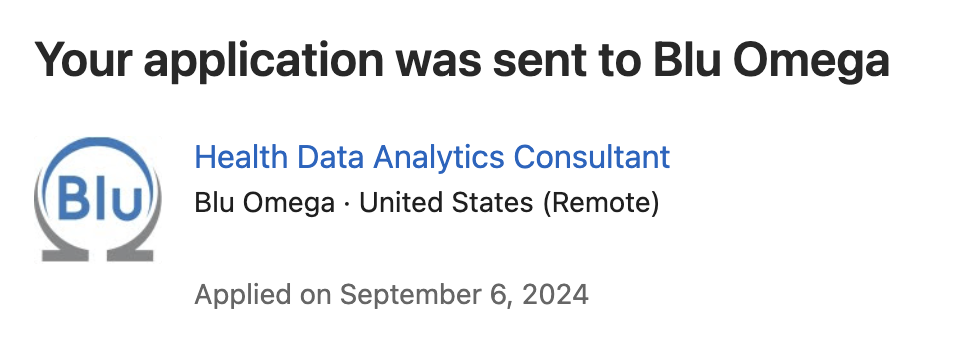 Your application was sent to Blu Omega
Blu
Health Data Analytics Consultant
Blu Omega · United States (Remote)
Applied on September 6, 2024